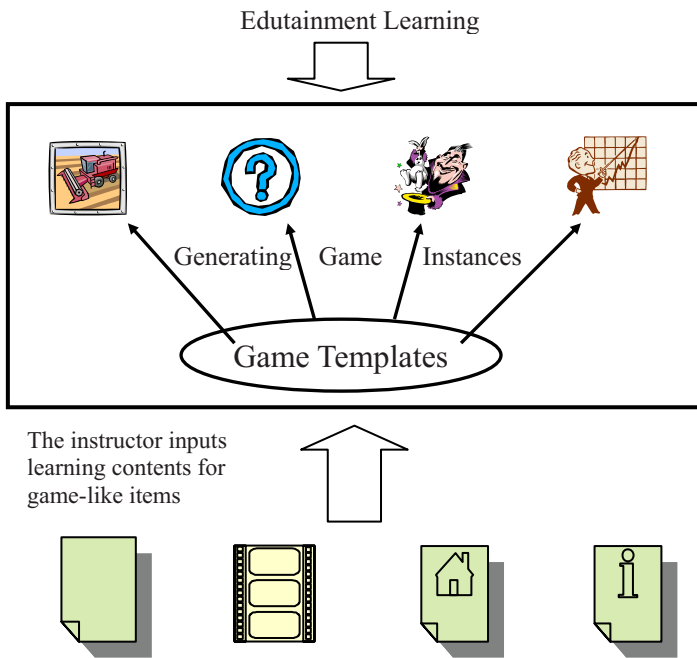 Edutainment Learning
Generating Game Instances
Game Templates
The instructor inputs
learning contents for
game-like items